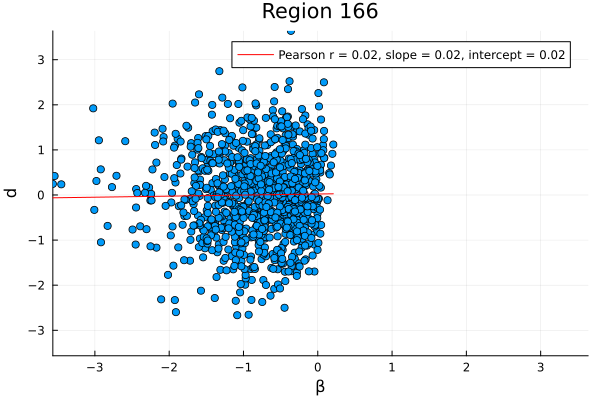 Region 166
Pearson r = 0.02, slope = 0.02, intercept = 0.02
3
2
1
0
−1
−2
−3
d
−3 −2 −1 0 1 2 3
β